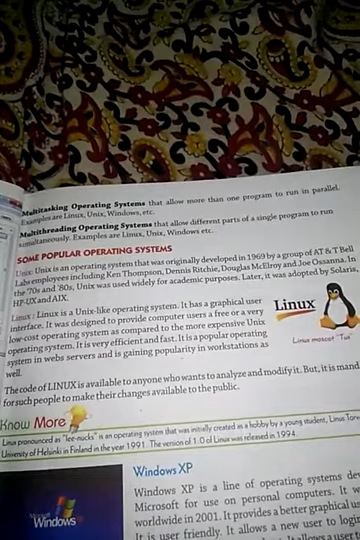 Multitasking Operating Systems that allow more than one program to run in parallel.
Examples are Linux, Unix, Windows, etc.
Multithreading Operating Systems that allow different parts of a single program to run
simultaneously. Examples are Linux, Unix, Windows etc.
SOME POPULAR OPERATING SYSTEMS
Unix: Unix is an operating system that was originally developed in 1969 by a group of AT & T Bell
Labs employees including Ken Thompson, Dennis Ritchie, Douglas McElroy and Joe Ossanna. In
the '70s and '80s, Unix was used widely for academic purposes. Later, it was adopted by Solaris,
HP-UX and AIX.
Linux: Linux is a Unix-like operating system. It has a graphical user
interface. It was designed to provide computer users a free or a very
low-cost operating system as compared to the more expensive Unix
operating system. It is very efficient and fast. It is a popular operating
system in webs servers and is gaining popularity in workstations as
well.
Linux
Linux mascot "Tux"
The code of LINUX is available to anyone who wants to analyze and modify it. But, it is mand
for such people to make their changes available to the public.
Know More
Linux pronounced as "lee-nucks" is an operating system that was initially created as a hobby by a young student, Linus Torv
University of Helsinki in Finland in the year 1991. The version of 1.0 of Linux was released in 1994.
Microsoft
Windows xp
Windows XP
Windows XP is a line of operating systems dev
Microsoft for use on personal computers. It w
worldwide in 2001. It provides a better graphical us
It is user friendly. It allows a new user to login